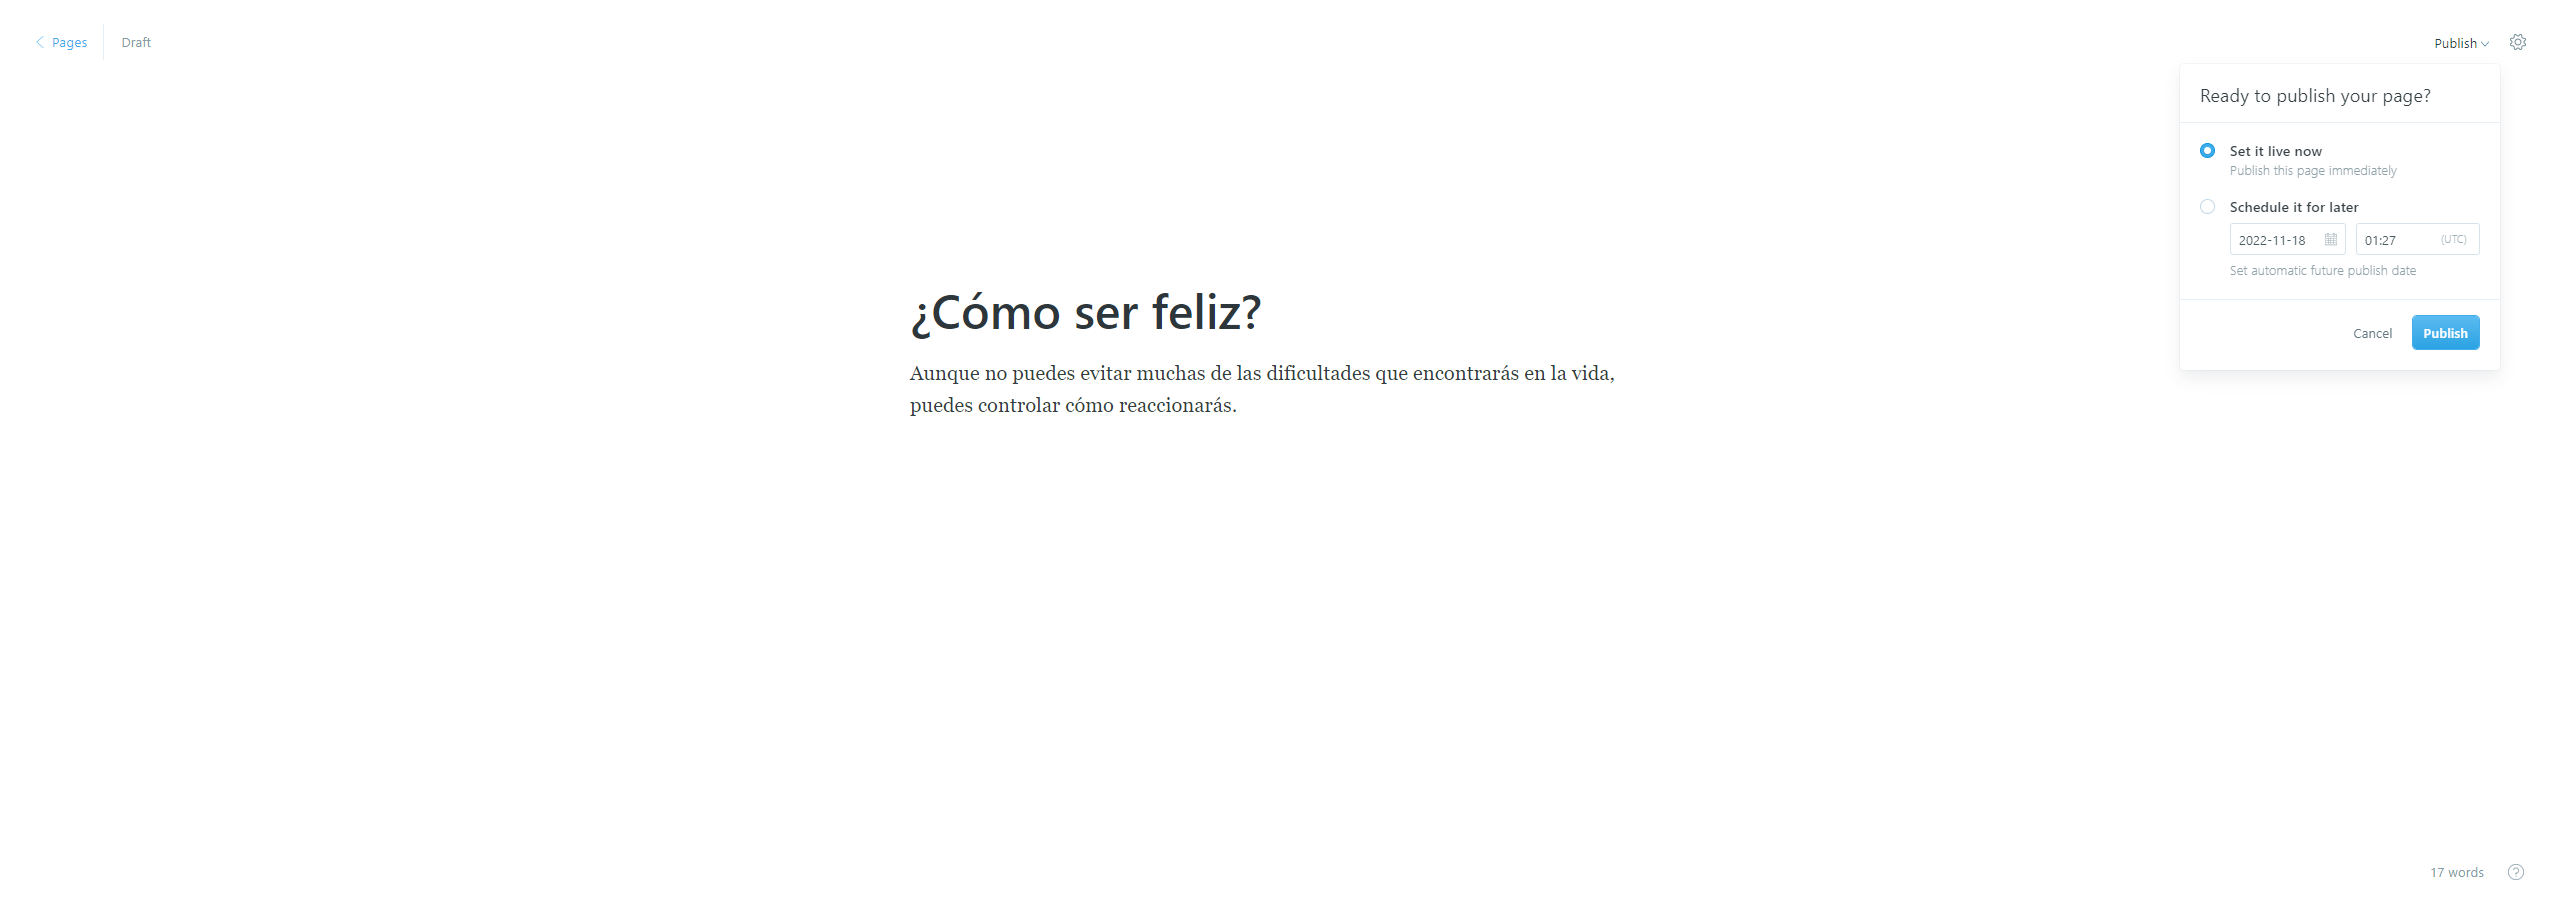 Pages
Draft
Publish
Ready to publish your page?
Set it live now
Publish this page immediately
Schedule it for later
2022-11-18
01:27 (UTC)
Set automatic future publish date
Cancel
Publish
¿Cómo ser feliz?
Aunque no puedes evitar muchas de las dificultades que encontrarás en la vida,
puedes controlar cómo reaccionarás.
17 words
?